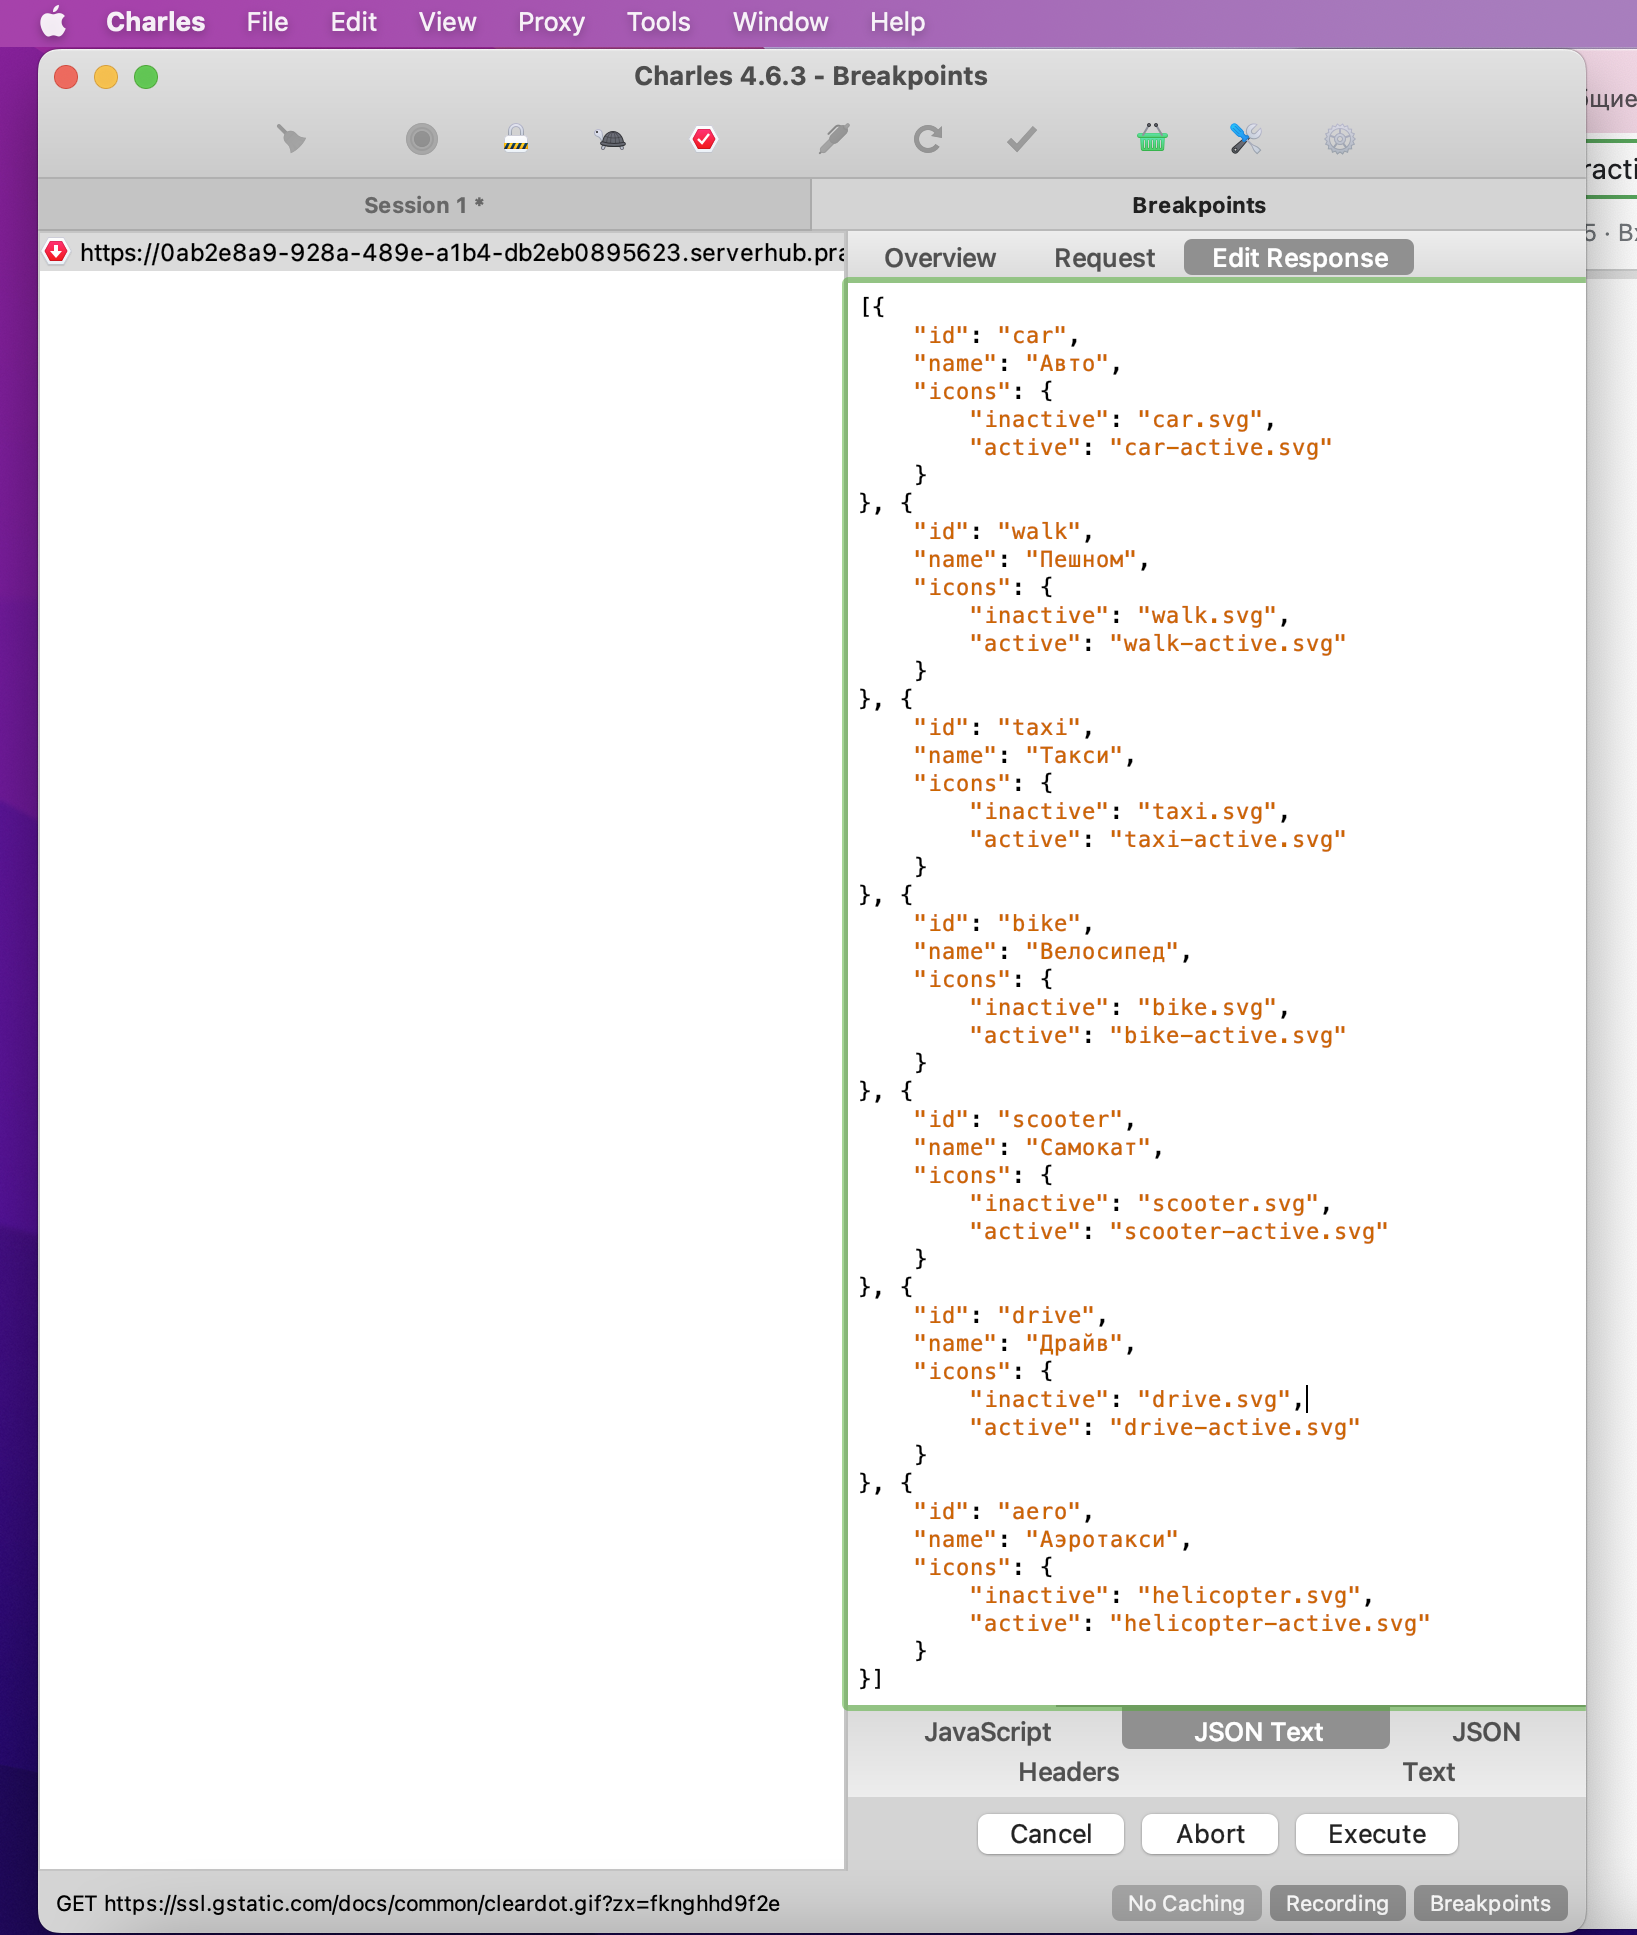 Charles File Edit View Proxy Tools Window Help
Charles 4.6.3 - Breakpoints
Session 1 *
Breakpoints
https://0ab2e8a9-928a-489e-a1b4-db2eb0895623.serverhub.pra
Overview Request Edit Response
[{
    "id": "car",
    "name": "Авто",
    "icons": {
        "inactive": "car.svg",
        "active": "car-active.svg"
    }
}, {
    "id": "walk",
    "name": "Пешном",
    "icons": {
        "inactive": "walk.svg",
        "active": "walk-active.svg"
    }
}, {
    "id": "taxi",
    "name": "Такси",
    "icons": {
        "inactive": "taxi.svg",
        "active": "taxi-active.svg"
    }
}, {
    "id": "bike",
    "name": "Велосипед",
    "icons": {
        "inactive": "bike.svg",
        "active": "bike-active.svg"
    }
}, {
    "id": "scooter",
    "name": "Самокат",
    "icons": {
        "inactive": "scooter.svg",
        "active": "scooter-active.svg"
    }
}, {
    "id": "drive",
    "name": "Драйв",
    "icons": {
        "inactive": "drive.svg",
        "active": "drive-active.svg"
    }
}, {
    "id": "aero",
    "name": "Аэротакси",
    "icons": {
        "inactive": "helicopter.svg",
        "active": "helicopter-active.svg"
    }
}]
JavaScript JSON Text JSON
Headers Text
Cancel Abort Execute
GET https://ssl.gstatic.com/docs/common/cleardot.gif?zx=fknghhd9f2e
No Caching Recording Breakpoints
бщие
racti
5 · В